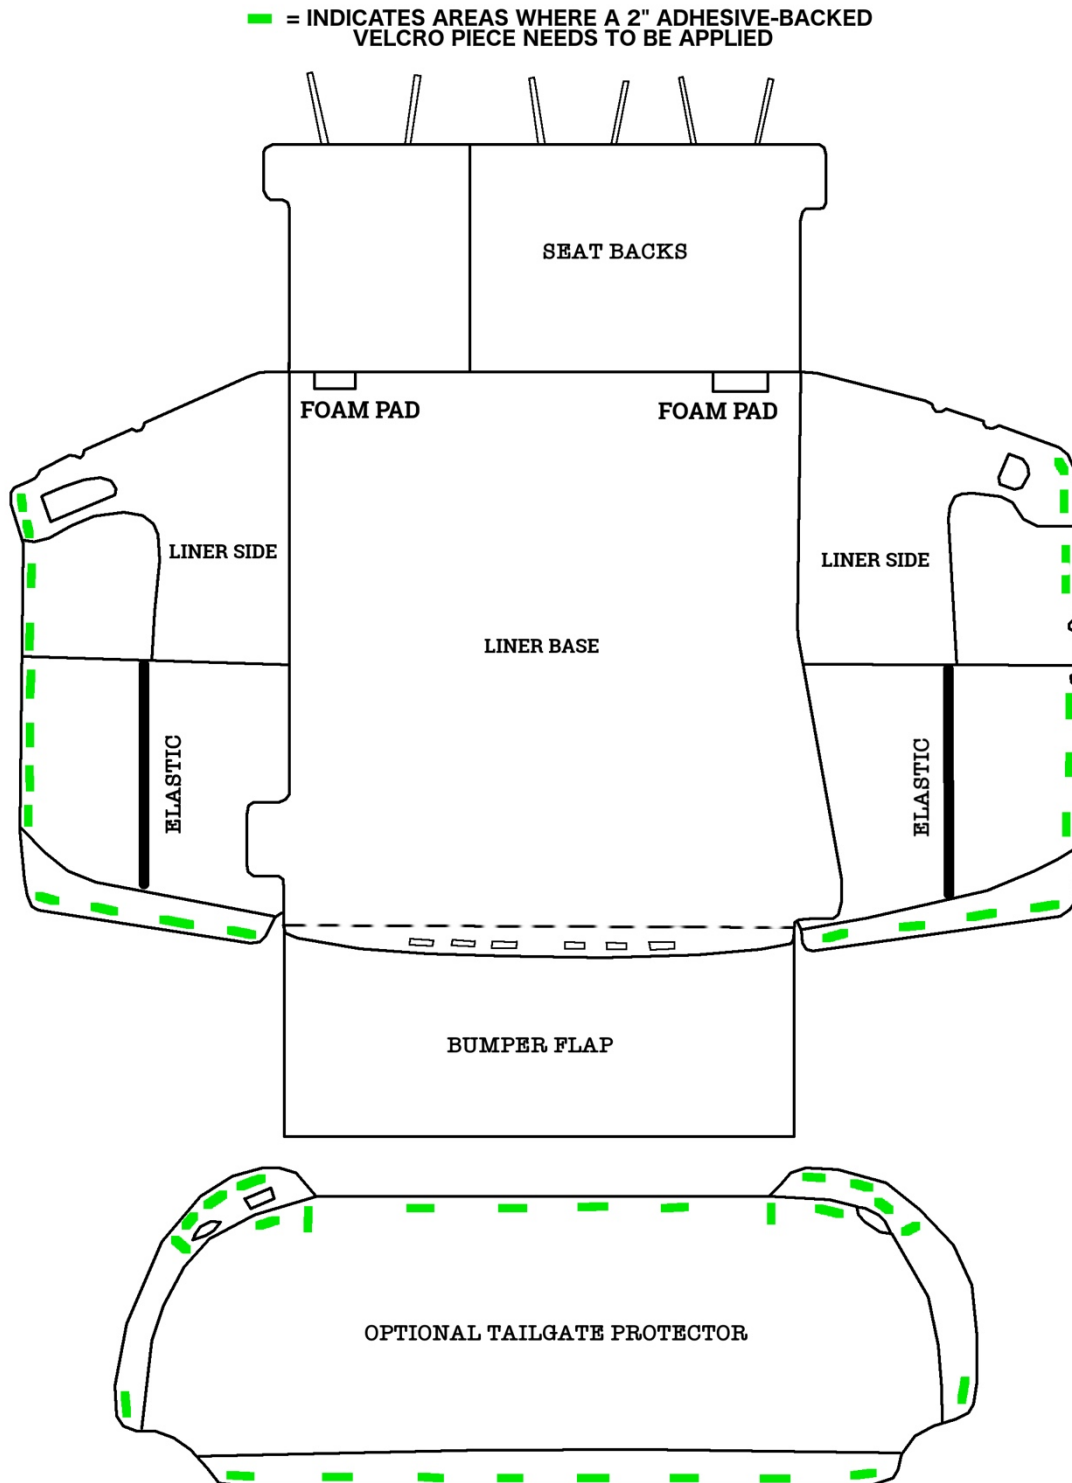 = INDICATES AREAS WHERE A 2" ADHESIVE-BACKED
VELCRO PIECE NEEDS TO BE APPLIED
SEAT BACKS
FOAM PAD
FOAM PAD
LINER SIDE
LINER SIDE
LINER BASE
ELASTIC
ELASTIC
BUMPER FLAP
OPTIONAL TAILGATE PROTECTOR